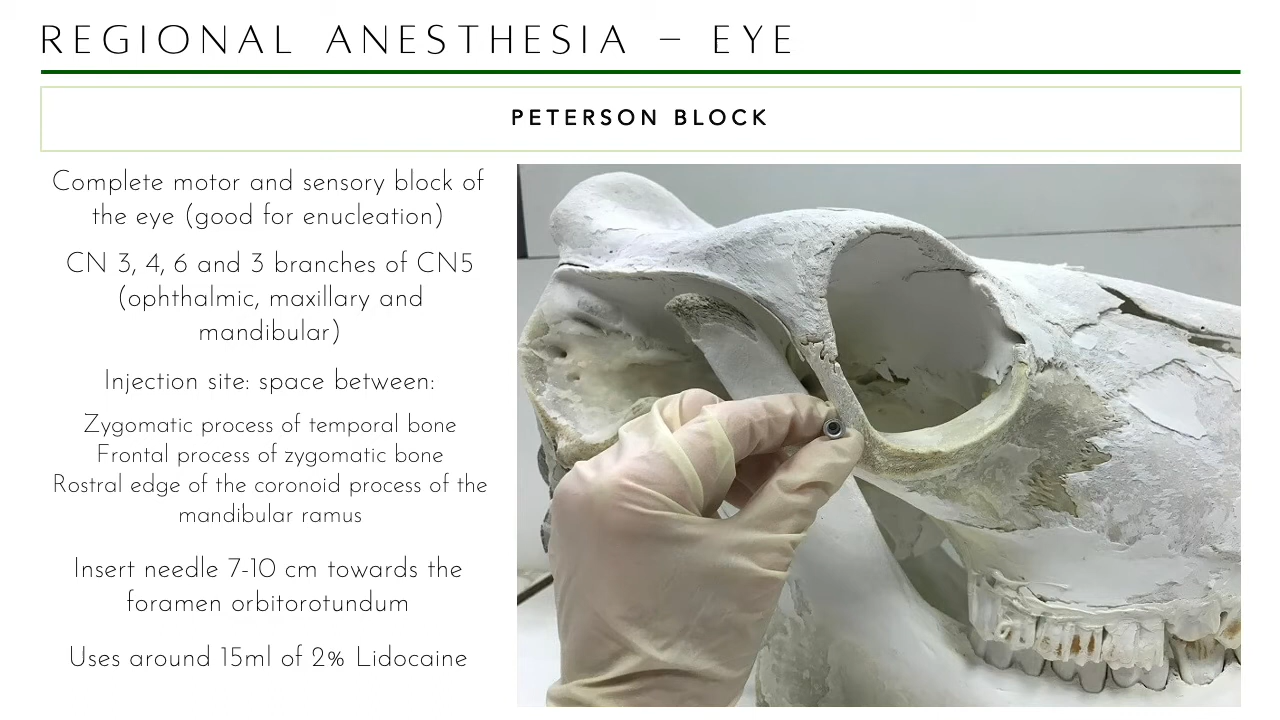 REGIONAL ANESTHESIA – EYE
PETERSON BLOCK
Complete motor and sensory block of
the eye (good for enucleation)
CN 3, 4, 6 and 3 branches of CN5
(ophthalmic, maxillary and
mandibular)
Injection site: space between:
Zygomatic process of temporal bone
Frontal process of zygomatic bone
Rostral edge of the coronoid process of the
mandibular ramus
Insert needle 7-10 cm towards the
foramen orbitorotundum
Uses around 15ml of 2% Lidocaine